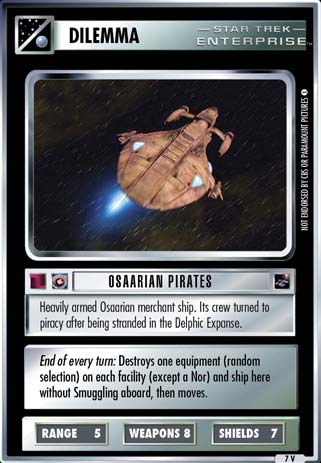 DILEMMA
STAR TREK
ENTERPRISE™
NOT ENDORSED BY CBS OR PARAMOUNT PICTURES
OSAARIAN PIRATES
Heavily armed Osaarian merchant ship. Its crew turned to
piracy after being stranded in the Delphic Expanse.
End of every turn: Destroys one equipment (random
selection) on each facility (except a Nor) and ship here
without Smuggling aboard, then moves.
RANGE 5 WEAPONS 8 SHIELDS 7
7 V